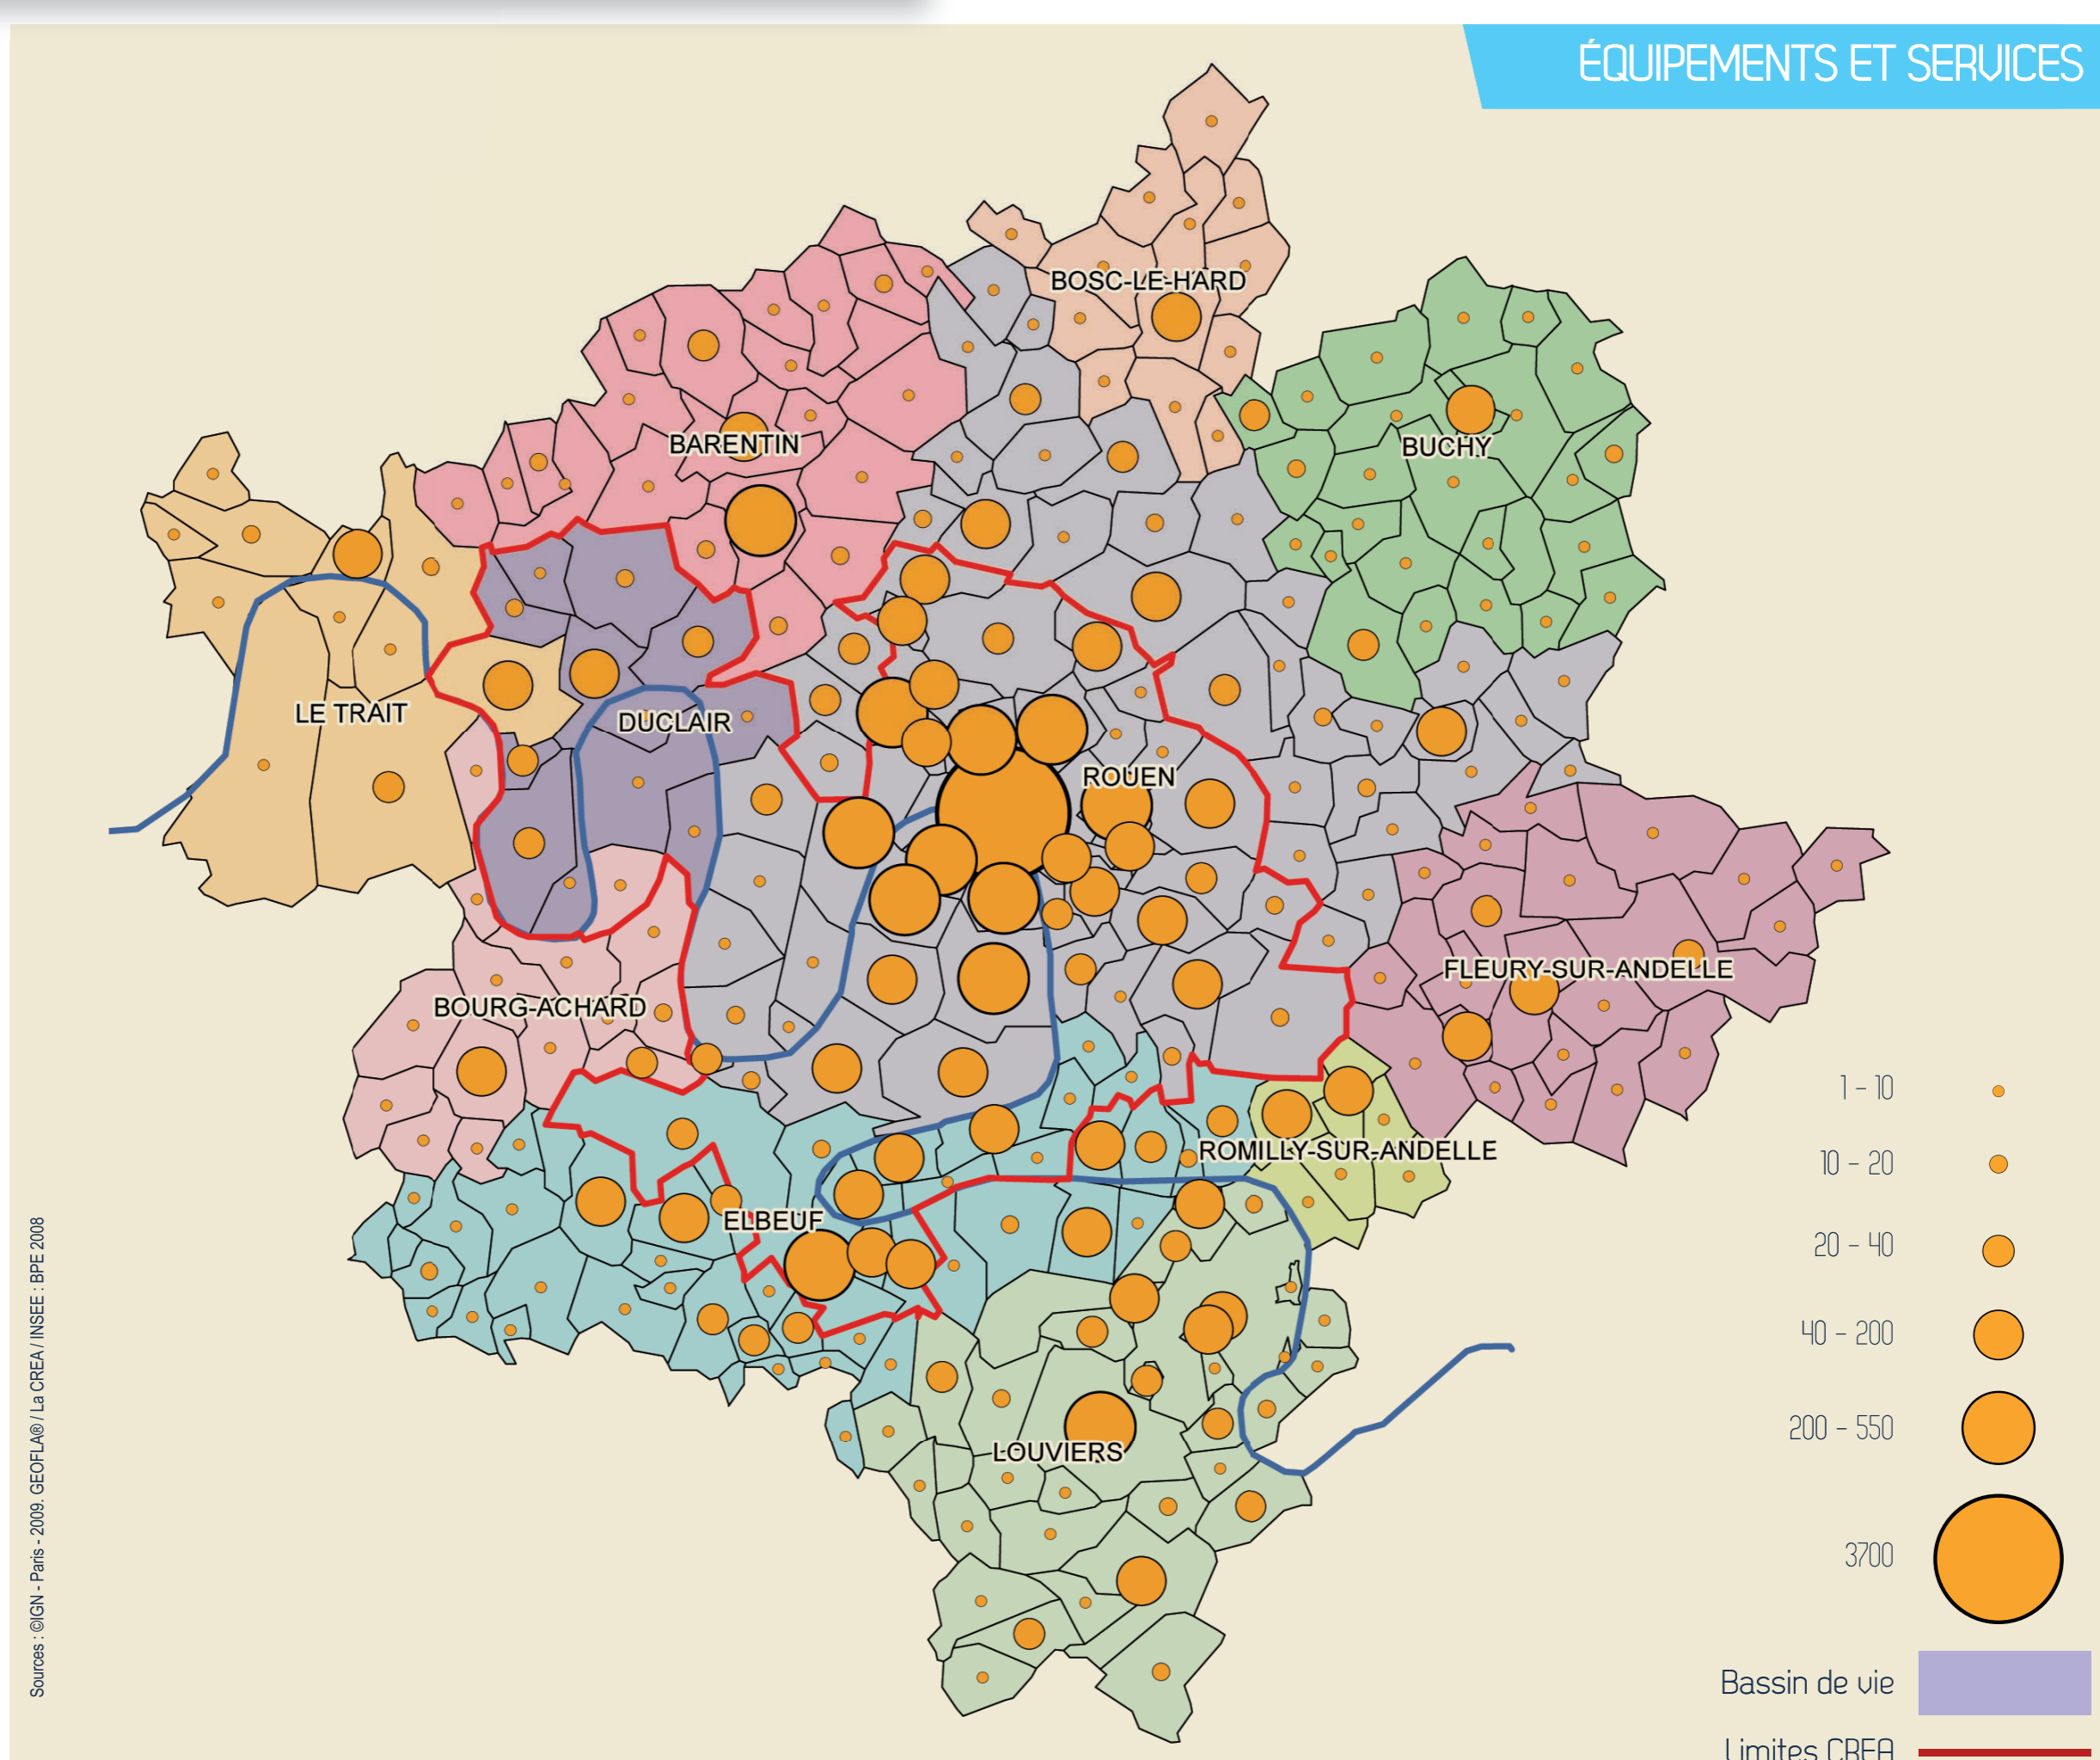 ÉQUIPEMENTS ET SERVICES
BOSC-LE-HARD
BARENTIN
BUCHY
LE TRAIT
DUCLAIR
ROUEN
FLEURY-SUR-ANDELLE
BOURG-ACHARD
ROMILLY-SUR-ANDELLE
ELBEUF
LOUVIERS
1 - 10
10 - 20
20 - 40
40 - 200
200 - 550
3700
Bassin de vie
Limites CREA
Sources : ©IGN - Paris - 2009. GEOFLA® / La CREA / INSEE : BPE 2008